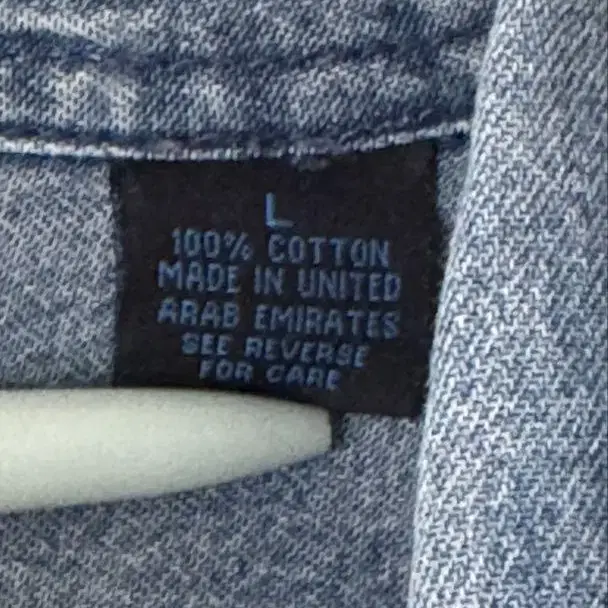 L
100% COTTON
MADE IN UNITED
ARAB EMIRATES
SEE REVERSE
FOR CARE